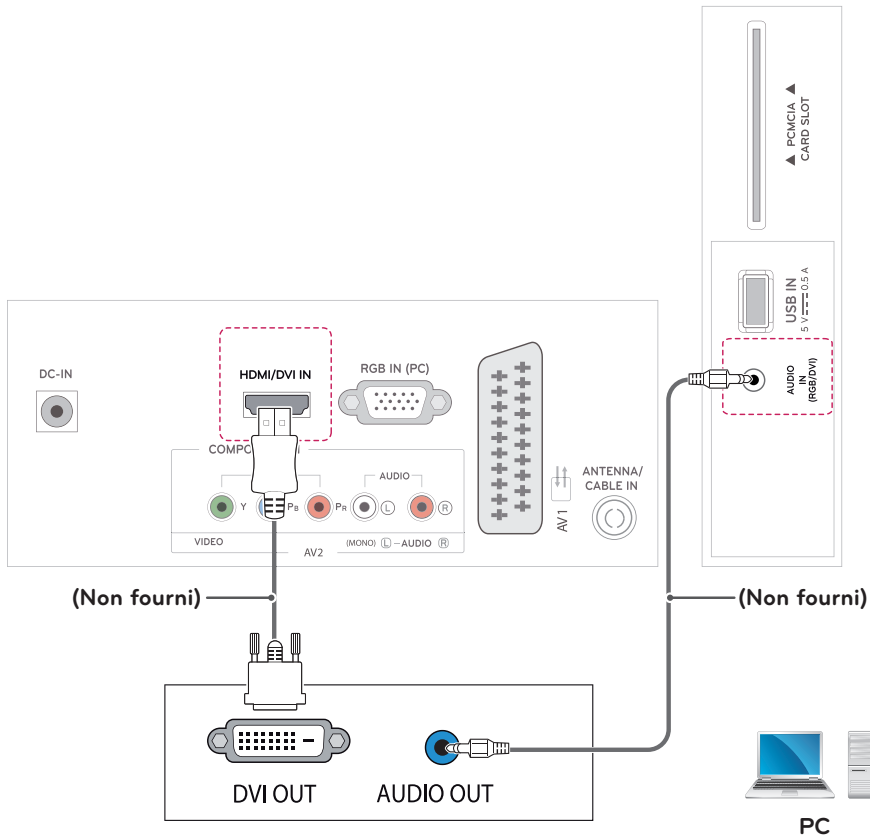 ▲ PCMCIA ▲
CARD SLOT
USB IN
5 V 0.5 A
AUDIO
IN
(RGB/DVI)
DC-IN
HDMI/DVI IN
RGB IN (PC)
AUDIO
Y
PB
PR
L
R
VIDEO
AV2
(MONO) L – AUDIO R
AV1
ANTENNA/
CABLE IN
(Non fourni)
(Non fourni)
DVI OUT
AUDIO OUT
PC